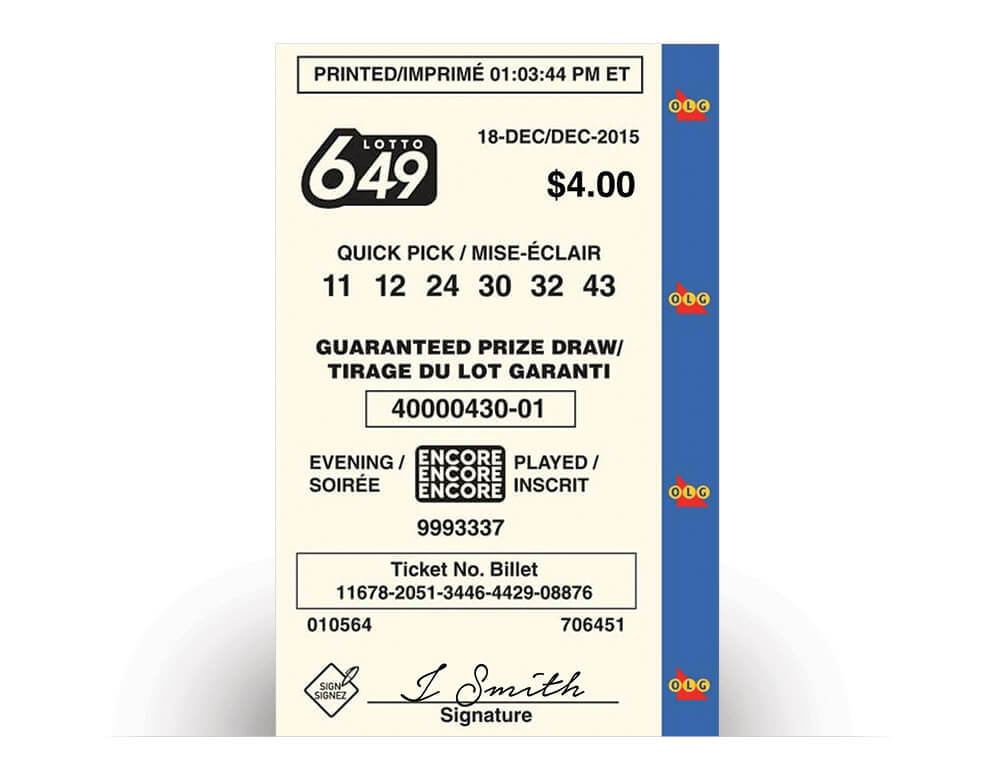 PRINTED/IMPRIMÉ 01:03:44 PM ET
LOTTO
649
18-DEC/DEC-2015
$4.00
QUICK PICK / MISE-ÉCLAIR
11 12 24 30 32 43
GUARANTEED PRIZE DRAW/
TIRAGE DU LOT GARANTI
40000430-01
EVENING /
SOIRÉE
ENCORE
ENCORE
ENCORE
PLAYED /
INSCRIT
9993337
Ticket No. Billet
11678-2051-3446-4429-08876
010564 706451
SIGN
SIGNEZ
I Smith
Signature
OLG
OLG
OLG
OLG